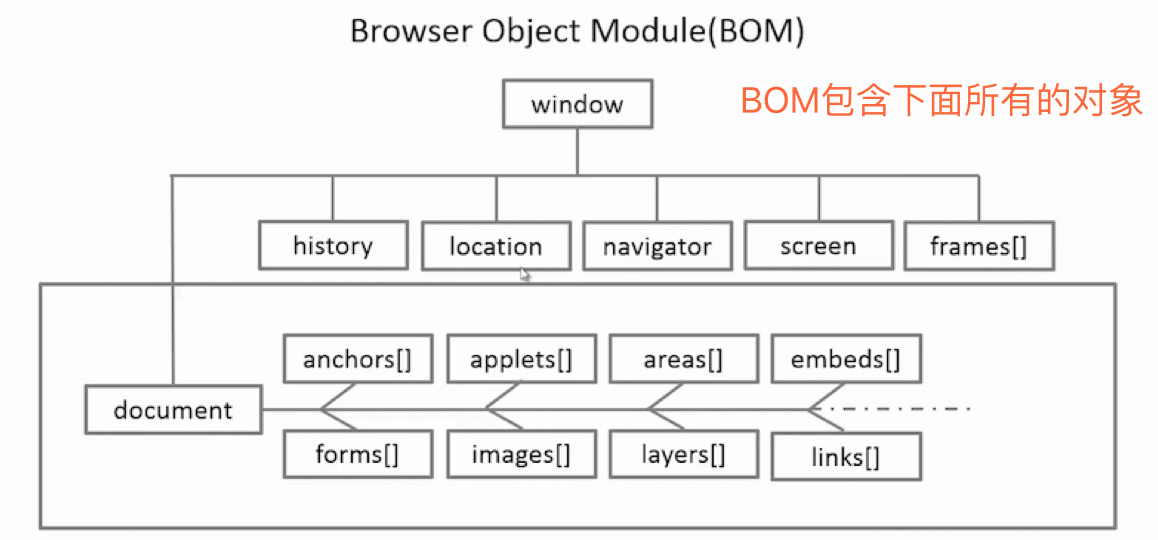 Browser Object Module(BOM)
window
BOM包含下面所有的对象
history
location
navigator
screen
frames[]
anchors[]
applets[]
areas[]
embeds[]
document
forms[]
images[]
layers[]
links[]